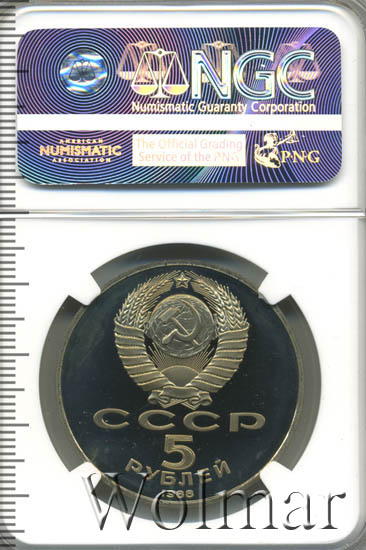 NGC
Numismatic Guaranty Corporation
AMERICAN
NUMISMATIC
ASSOCIATION
The Official Grading
Service of the PNG
PNG
СССР
5
РУБЛЕЙ
1988
Wolmar